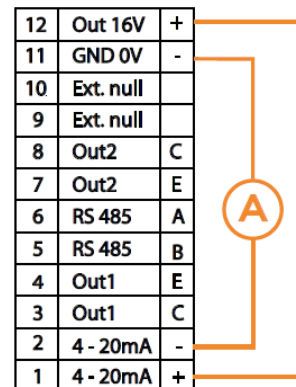 12 Out 16V +
11 GND 0V -
10 Ext. null
9 Ext. null
8 Out2 C
7 Out2 E
6 RS 485 A
5 RS 485 B
4 Out1 E
3 Out1 C
2 4 - 20mA -
1 4 - 20mA +
A